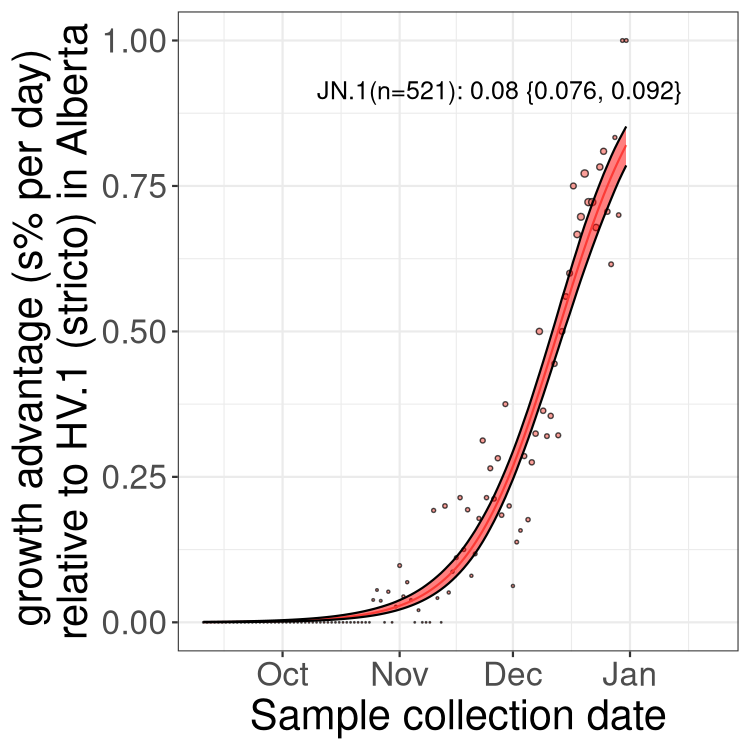 growth advantage (s% per day)
relative to HV.1 (stricto) in Alberta
1.00
0.75
0.50
0.25
0.00
JN.1(n=521): 0.08 {0.076, 0.092}
Oct Nov Dec Jan
Sample collection date